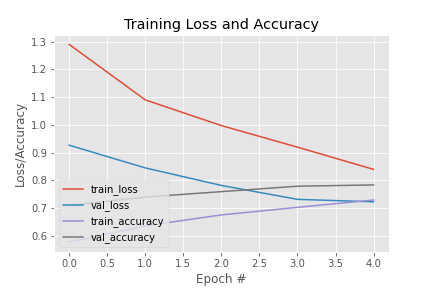 Training Loss and Accuracy
1.3
1.2
1.1
1.0
0.9
0.8
0.7
0.6
Loss/Accuracy
train_loss
val_loss
train_accuracy
val_accuracy
0.0 0.5 1.0 1.5 2.0 2.5 3.0 3.5 4.0
Epoch #